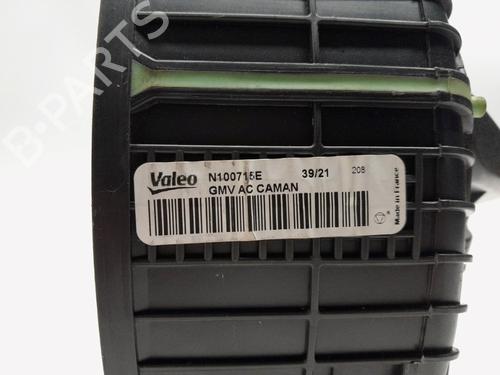 B-PARTS
Valeo N100715E 39/21 208
GMV AC CAMAN
Made in France